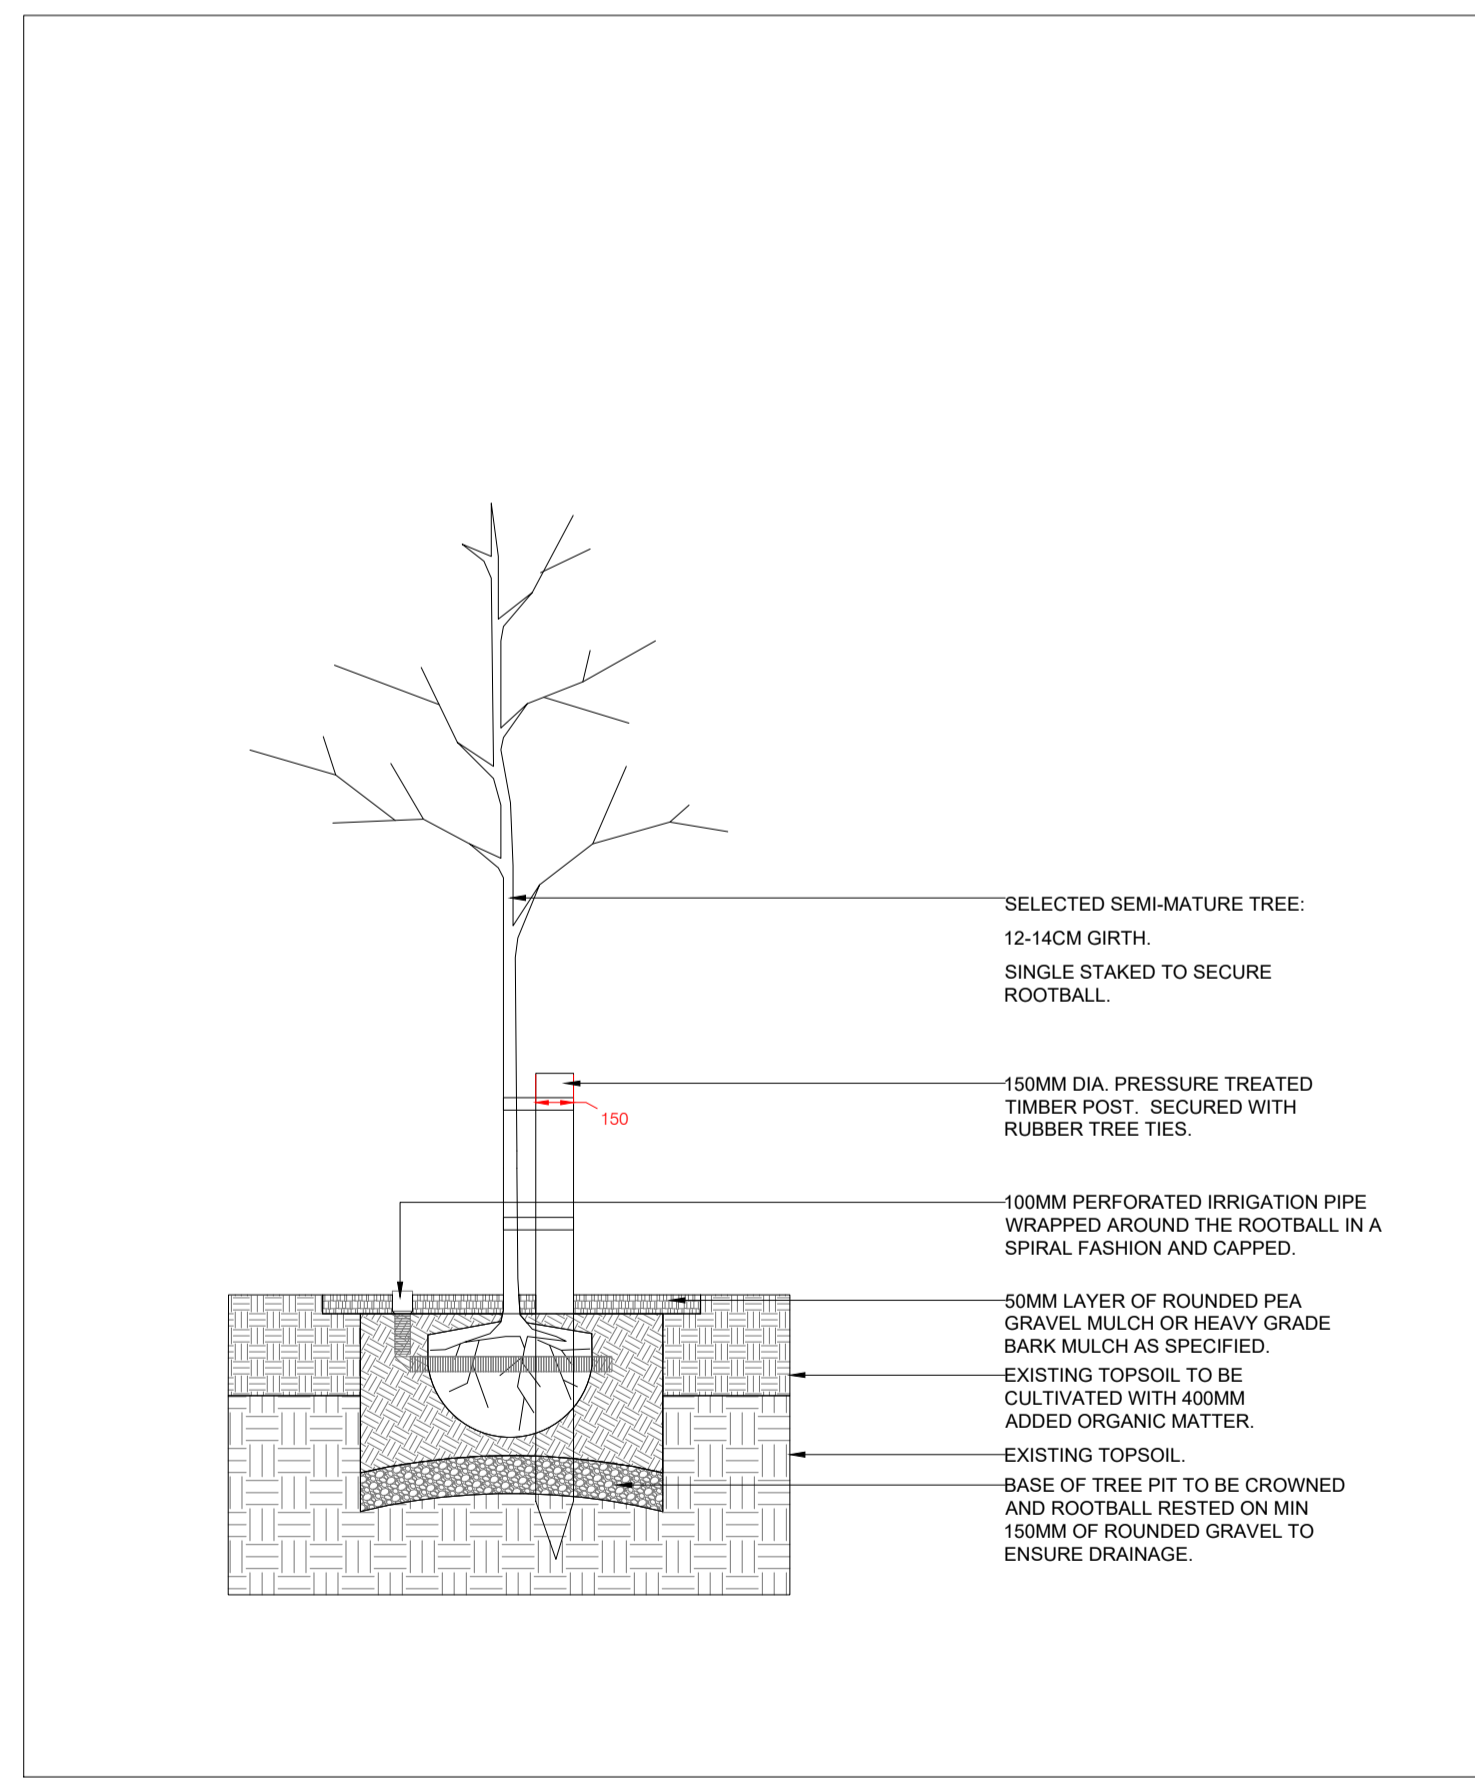 SELECTED SEMI-MATURE TREE:
12-14CM GIRTH.
SINGLE STAKED TO SECURE
ROOTBALL.
150MM DIA. PRESSURE TREATED
TIMBER POST.  SECURED WITH
RUBBER TREE TIES.
150
100MM PERFORATED IRRIGATION PIPE
WRAPPED AROUND THE ROOTBALL IN A
SPIRAL FASHION AND CAPPED.
50MM LAYER OF ROUNDED PEA
GRAVEL MULCH OR HEAVY GRADE
BARK MULCH AS SPECIFIED.
EXISTING TOPSOIL TO BE
CULTIVATED WITH 400MM
ADDED ORGANIC MATTER.
EXISTING TOPSOIL.
BASE OF TREE PIT TO BE CROWNED
AND ROOTBALL RESTED ON MIN
150MM OF ROUNDED GRAVEL TO
ENSURE DRAINAGE.